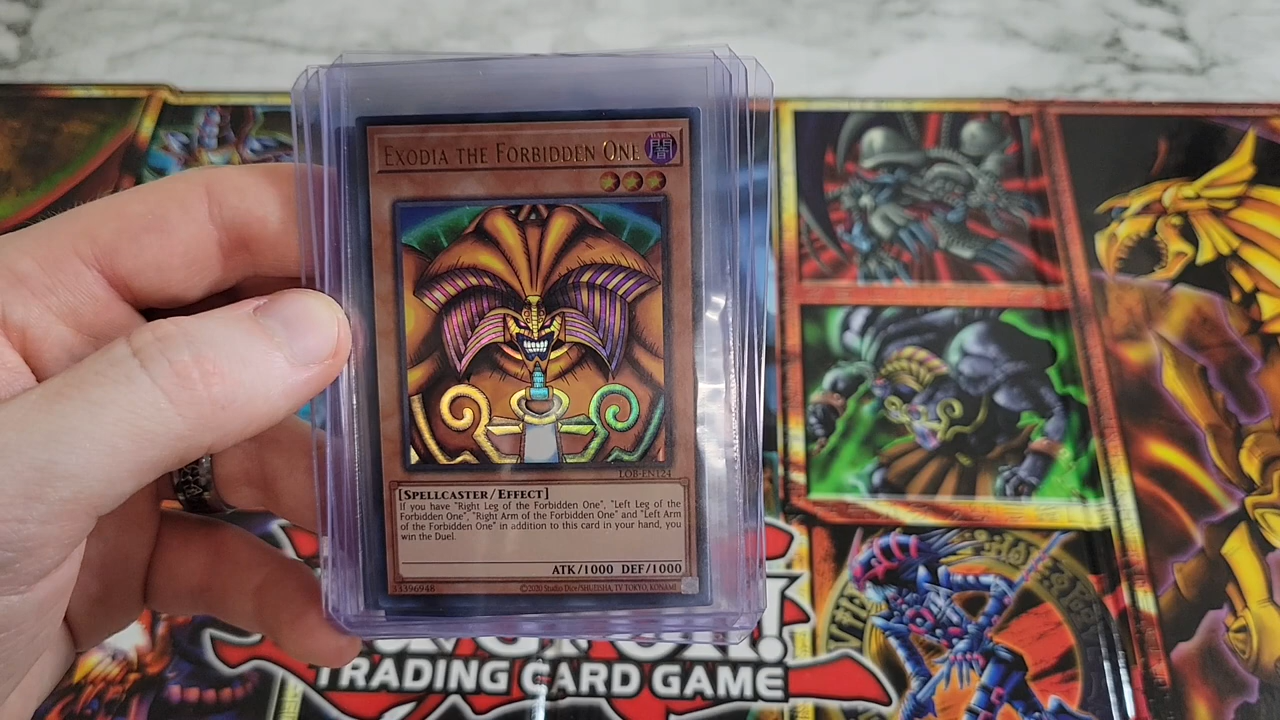 EXODIA THE FORBIDDEN ONE
DARK
闇
LOB-EN124
[SPELLCASTER/EFFECT]
If you have "Right Leg of the Forbidden One", "Left Leg of the
Forbidden One", "Right Arm of the Forbidden One" and "Left Arm
of the Forbidden One" in addition to this card in your hand, you
win the Duel.
ATK/1000 DEF/1000
33396948
©2020 Studio Dice/SHUEISHA, TV TOKYO, KONAMI
TRADING CARD GAME